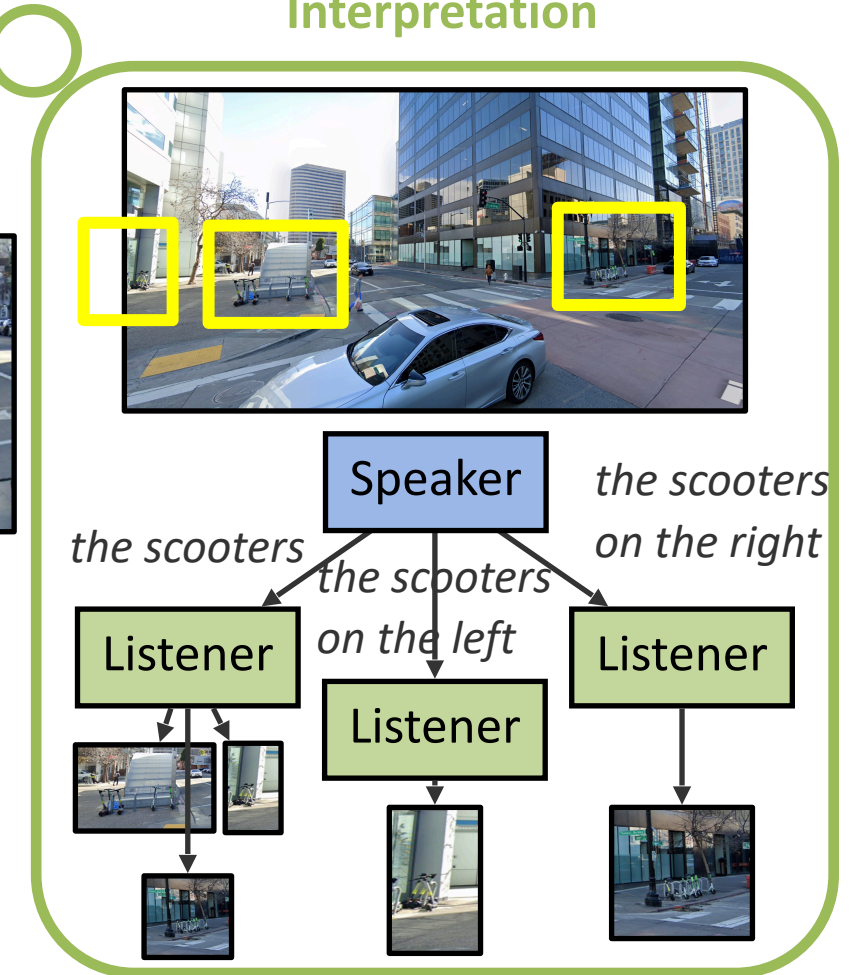 Interpretation
Speaker
the scooters
on the right
the scooters
the scooters
on the left
Listener
Listener
Listener